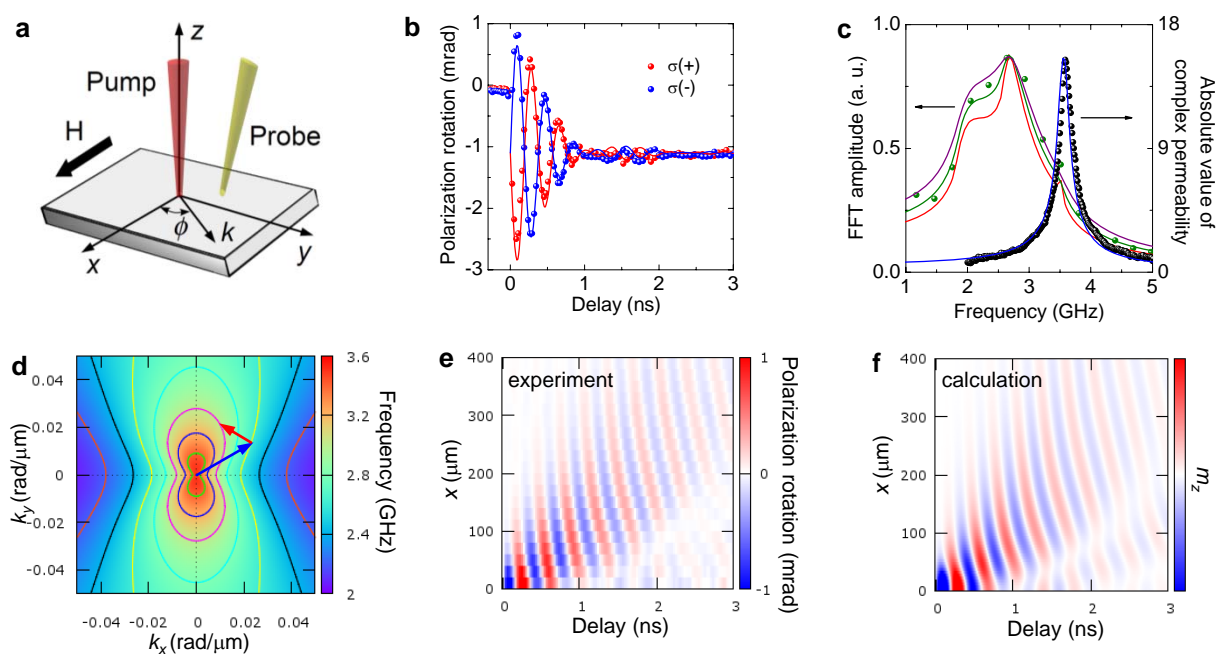 a
z
Pump
Probe
H
ϕ
k
x
y
b
Polarization rotation (mrad)
1
0
-1
-2
-3
σ(+)
σ(-)
0 1 2 3
Delay (ns)
c
FFT amplitude (a. u.)
1.0
0.5
0.0
18
9
0
Absolute value of
complex permeability
1 2 3 4 5
Frequency (GHz)
d
k_y (rad/μm)
0.04
0.02
0
-0.02
-0.04
-0.04 -0.02 0 0.02 0.04
k_x (rad/μm)
3.6
3.2
2.8
2.4
2
Frequency (GHz)
e
experiment
x (μm)
400
300
200
100
0
0 1 2 3
Delay (ns)
1
0
-1
Polarization rotation (mrad)
f
calculation
x (μm)
400
300
200
100
0
0 1 2 3
Delay (ns)
m_z